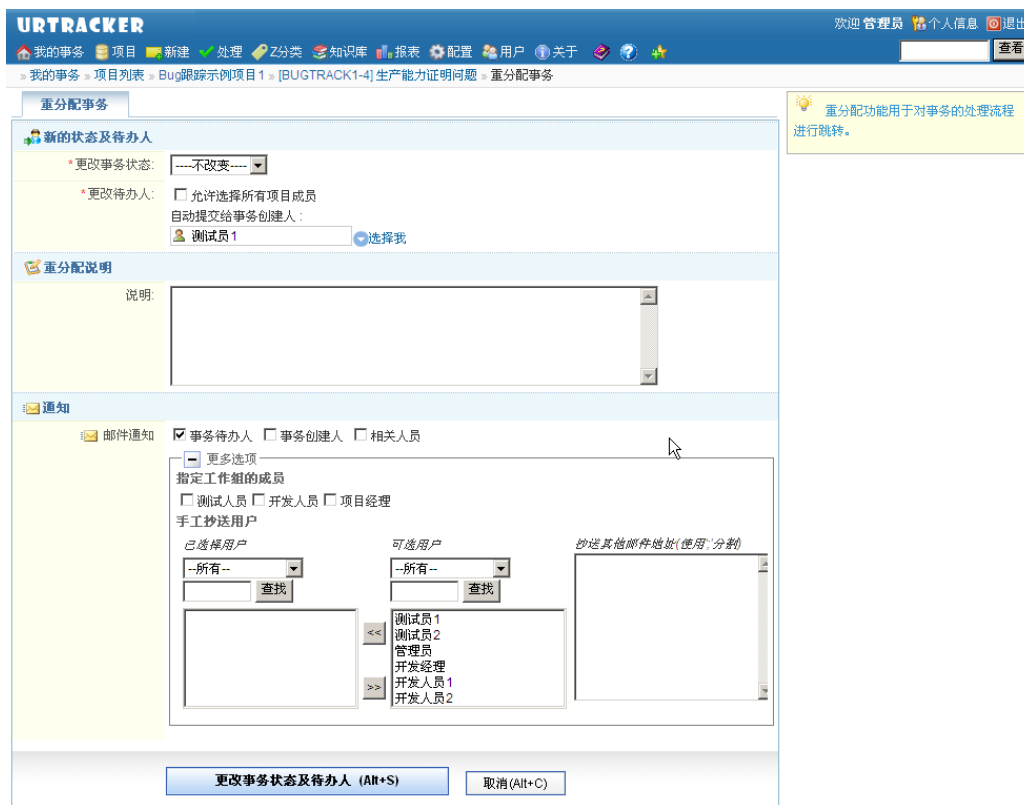 URTRACKER
欢迎 管理员 个人信息 退出
我的事务 项目 新建 处理 Z分类 知识库 报表 配置 用户 关于 查看
» 我的事务 » 项目列表 » Bug跟踪示例项目1 » [BUGTRACK1-4] 生产能力证明问题 » 重分配事务
重分配事务
重分配功能用于对事务的处理流程
进行跳转。
新的状态及待办人
*更改事务状态: ----不改变----
*更改待办人: 允许选择所有项目成员
自动提交给事务创建人 :
测试员1 选择我
重分配说明
说明:
通知
邮件通知 事务待办人 事务创建人 相关人员
更多选项
指定工作组的成员
测试人员 开发人员 项目经理
手工抄送用户
已选择用户 可选用户 抄送其他邮件地址(使用';'分割)
--所有-- --所有--
查找 查找
测试员1
<< 测试员2
管理员
开发经理
>> 开发人员1
开发人员2
更改事务状态及待办人 (Alt+S) 取消(Alt+C)